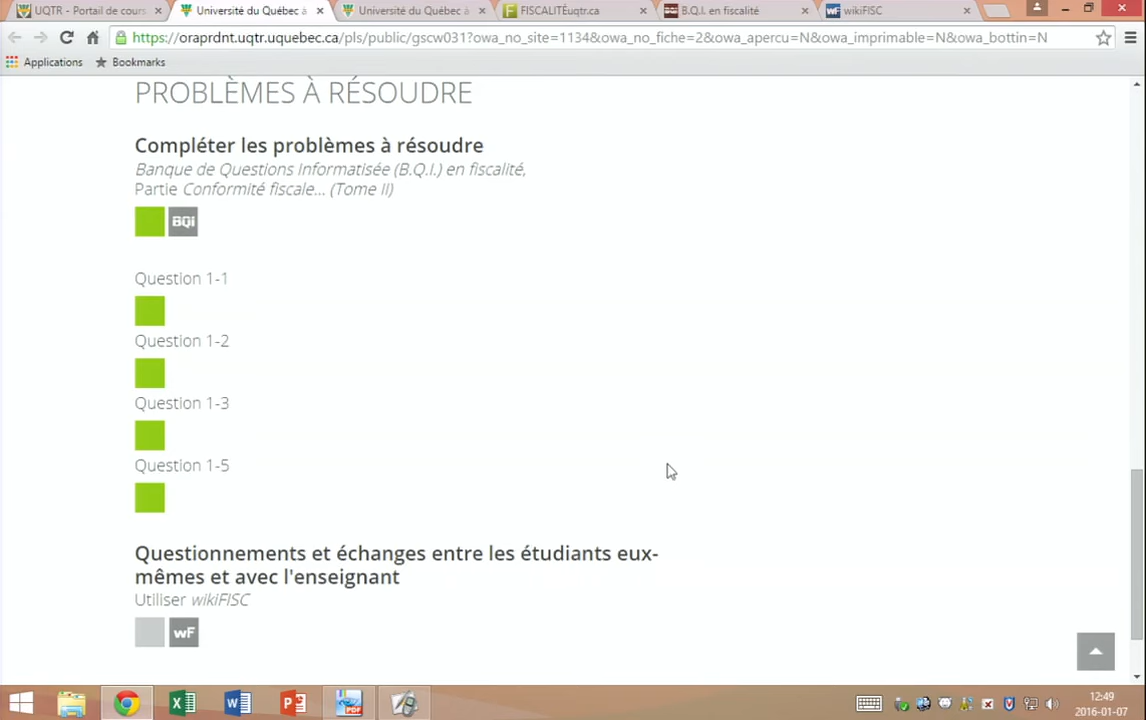 UQTR - Portail de cours
Université du Québec à
Université du Québec à
FISCALITÉuqtr.ca
B.Q.I. en fiscalité
wikiFISC
https://oraprdnt.uqtr.uquebec.ca/pls/public/gscw031?owa_no_site=1134&owa_no_fiche=2&owa_apercu=N&owa_imprimable=N&owa_bottin=N
Applications
Bookmarks
PROBLÈMES À RÉSOUDRE
Compléter les problèmes à résoudre
Banque de Questions Informatisée (B.Q.I.) en fiscalité,
Partie Conformité fiscale... (Tome II)
BQi
Question 1-1
Question 1-2
Question 1-3
Question 1-5
Questionnements et échanges entre les étudiants eux-
mêmes et avec l'enseignant
Utiliser wikiFISC
wF
12:49
2016-01-07